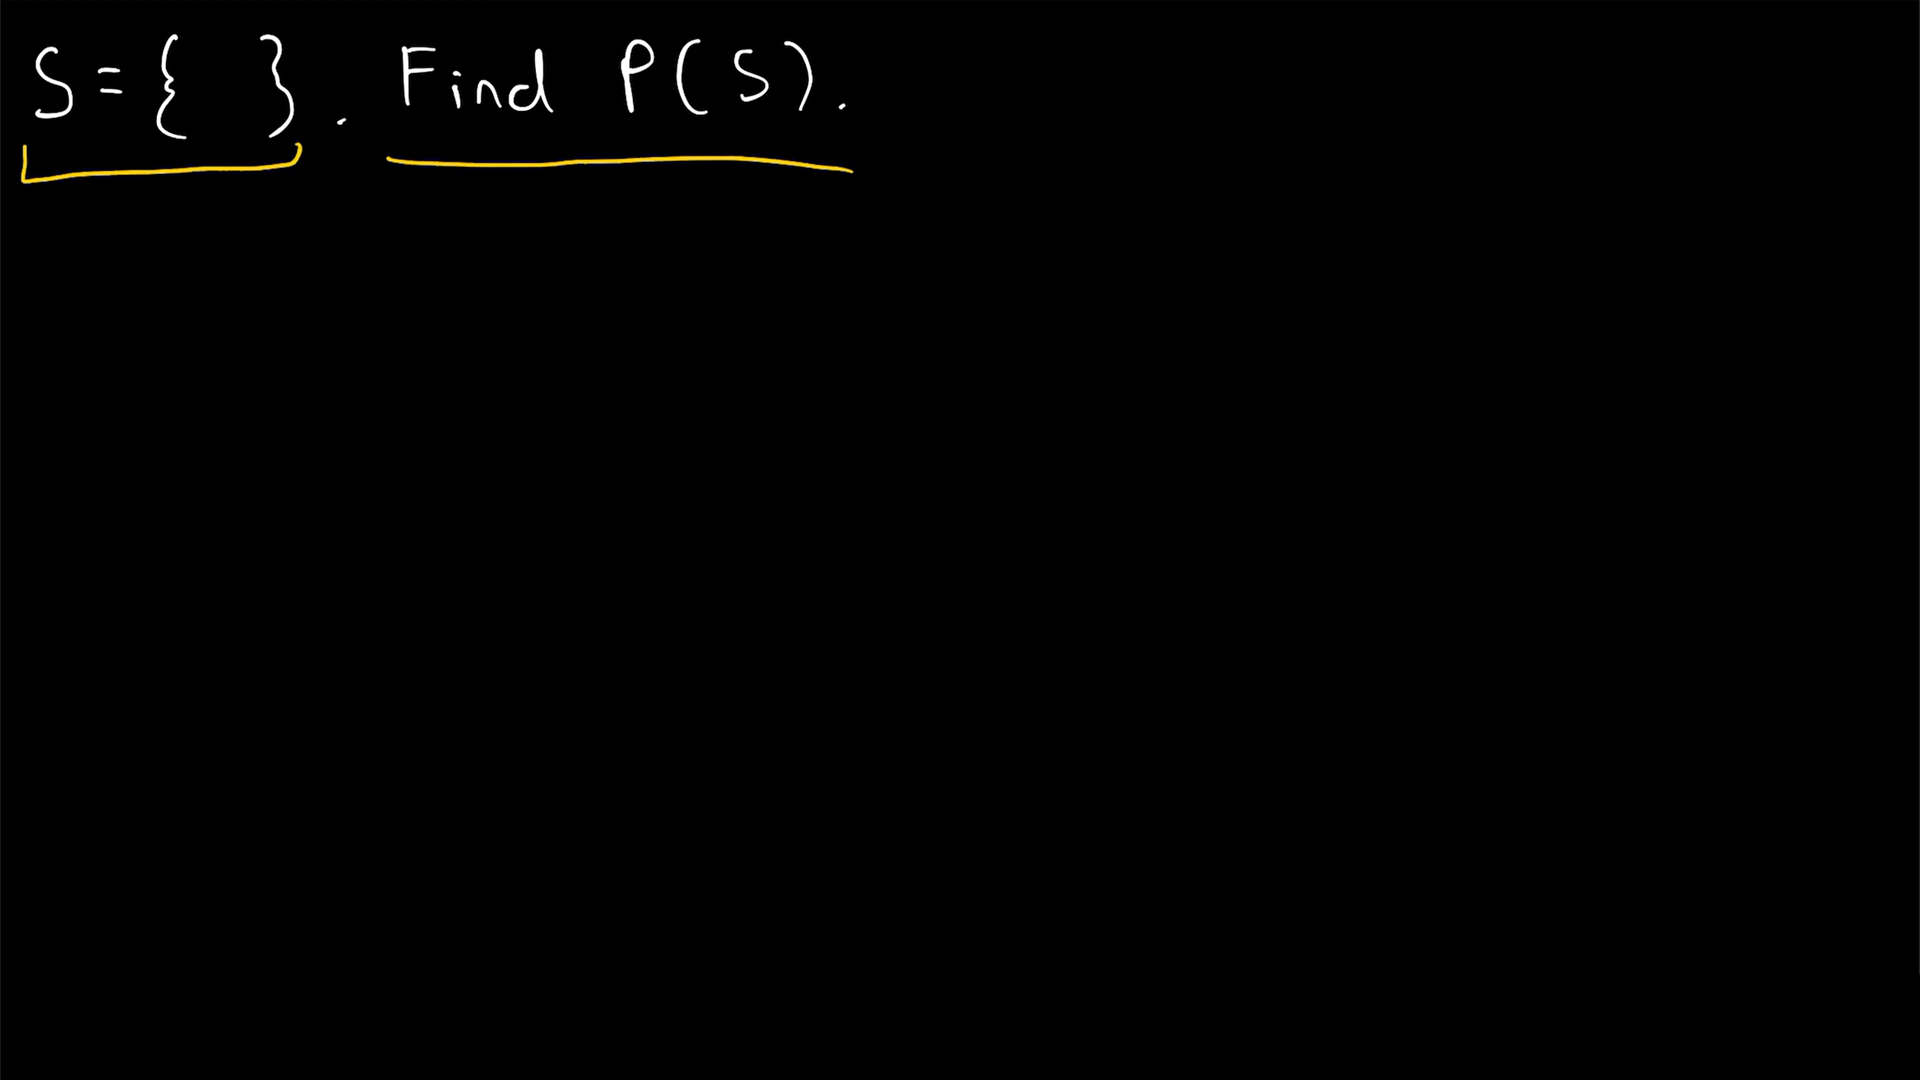 S = { } . Find P(S).